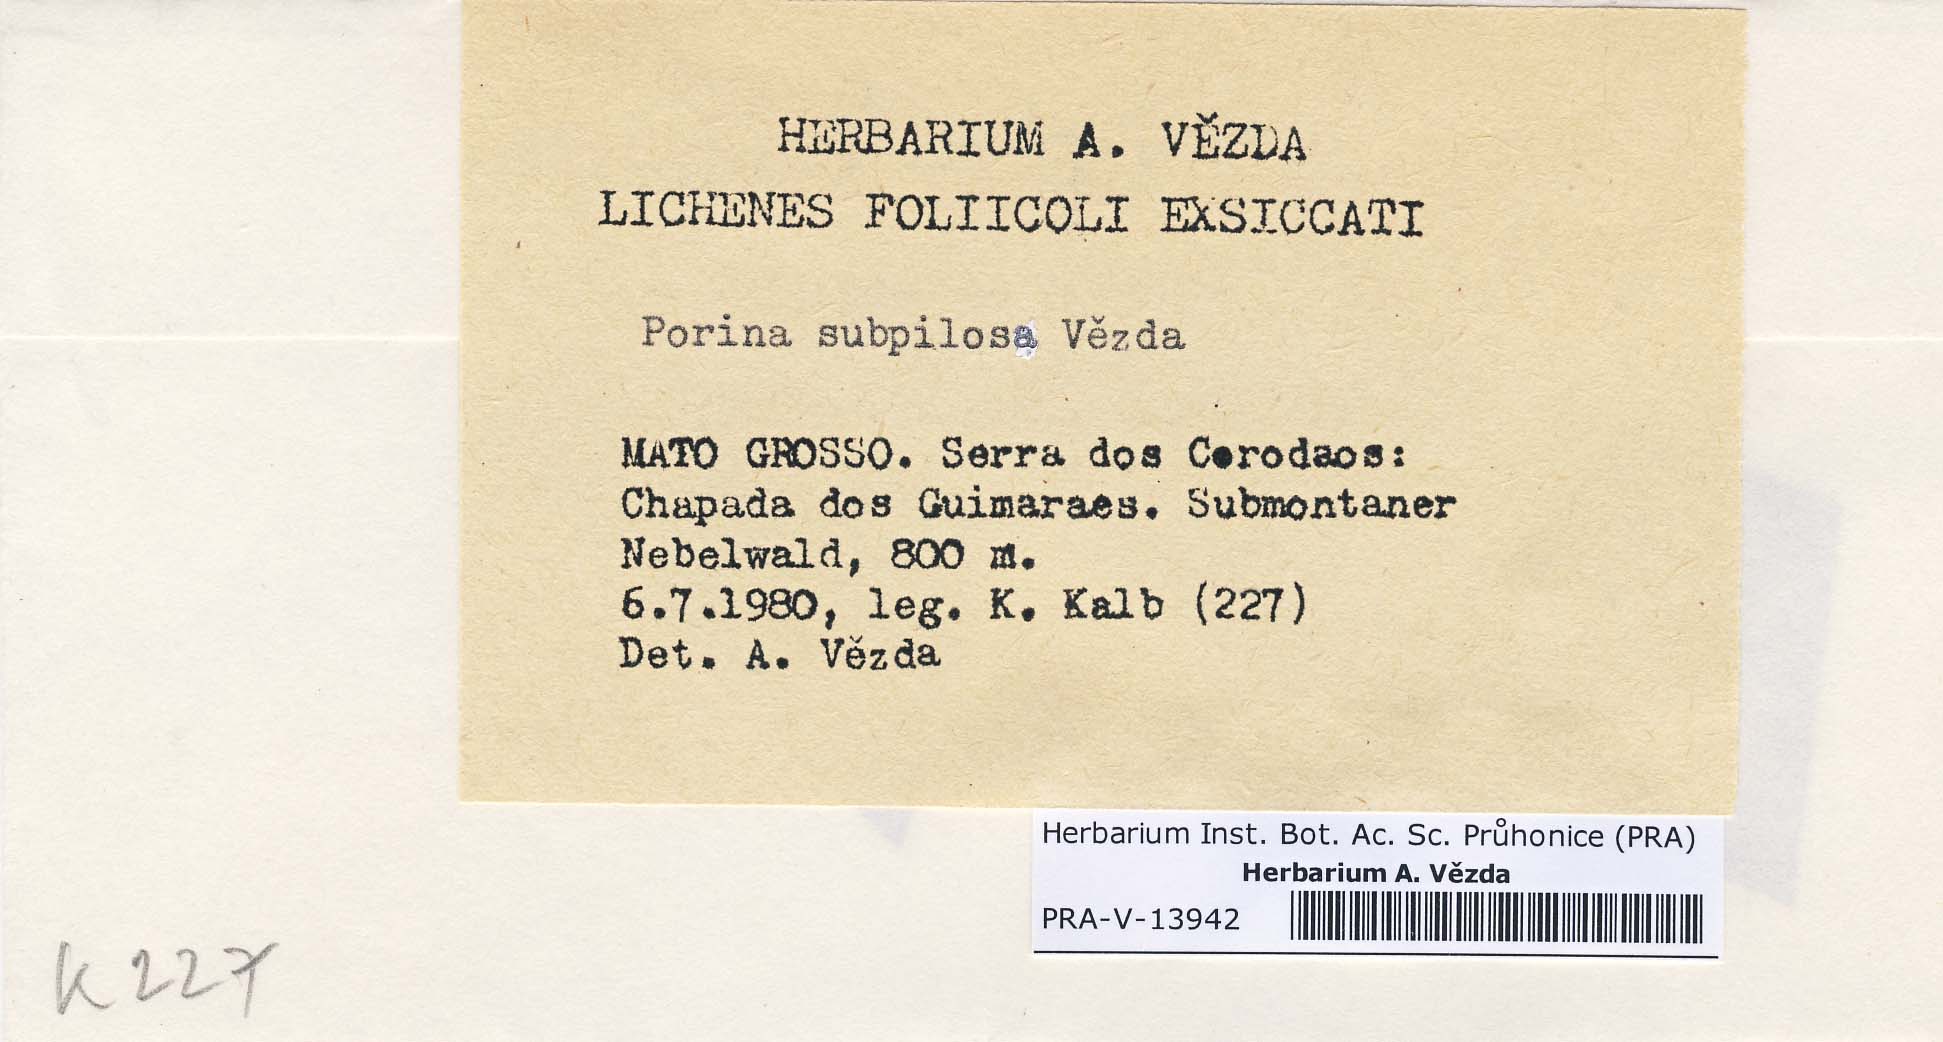 HERBARIUM A. VĚZDA
LICHENES FOLIICOLI EXSICCATI
Porina subpilosa Vězda
MATO GROSSO. Serra dos Corodaos:
Chapada dos Guimaraes. Submontaner
Nebelwald, 800 m.
6.7.1980, leg. K. Kalb (227)
Det. A. Vězda
Herbarium Inst. Bot. Ac. Sc. Průhonice (PRA)
Herbarium A. Vězda
PRA-V-13942
K 227